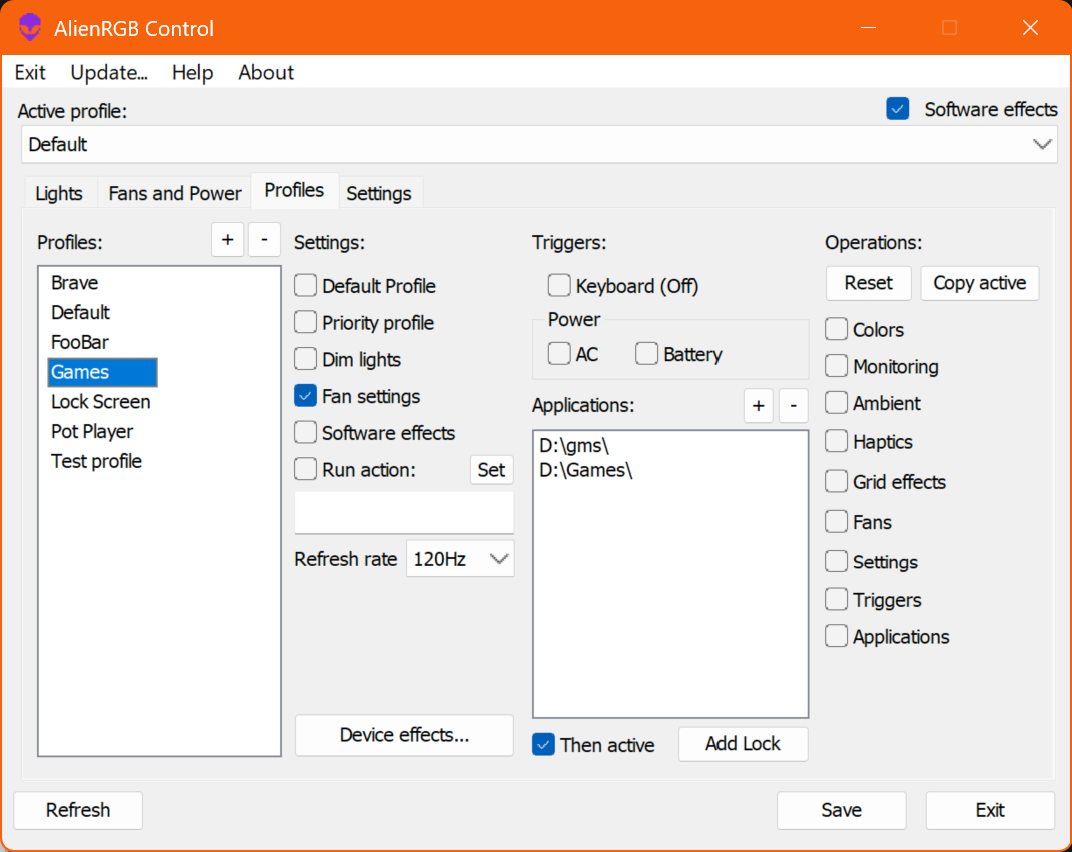 AlienRGB Control
Exit Update... Help About
Active profile:
Software effects
Default
Lights Fans and Power Profiles Settings
Profiles:
+ -
Brave
Default
FooBar
Games
Lock Screen
Pot Player
Test profile
Settings:
Default Profile
Priority profile
Dim lights
Fan settings
Software effects
Run action: Set
Refresh rate 120Hz
Device effects...
Triggers:
Keyboard (Off)
Power
AC Battery
Applications: + -
D:\gms\
D:\Games\
Then active Add Lock
Operations:
Reset Copy active
Colors
Monitoring
Ambient
Haptics
Grid effects
Fans
Settings
Triggers
Applications
Refresh Save Exit